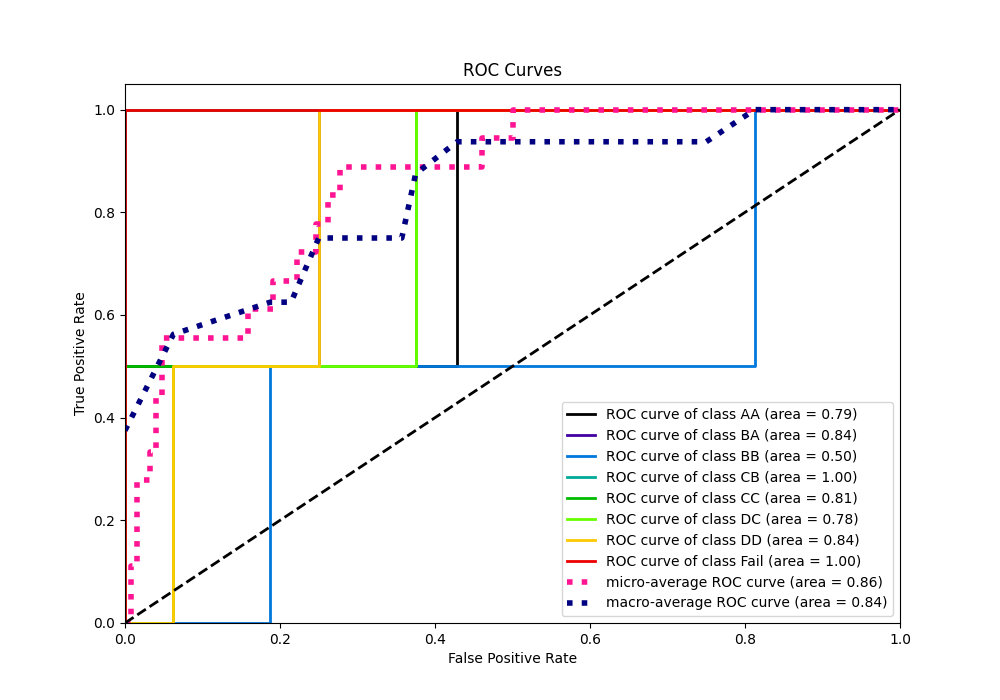 ROC Curves
1.0
0.8
0.6
0.4
0.2
0.0
True Positive Rate
0.0 0.2 0.4 0.6 0.8 1.0
False Positive Rate
ROC curve of class AA (area = 0.79)
ROC curve of class BA (area = 0.84)
ROC curve of class BB (area = 0.50)
ROC curve of class CB (area = 1.00)
ROC curve of class CC (area = 0.81)
ROC curve of class DC (area = 0.78)
ROC curve of class DD (area = 0.84)
ROC curve of class Fail (area = 1.00)
micro-average ROC curve (area = 0.86)
macro-average ROC curve (area = 0.84)